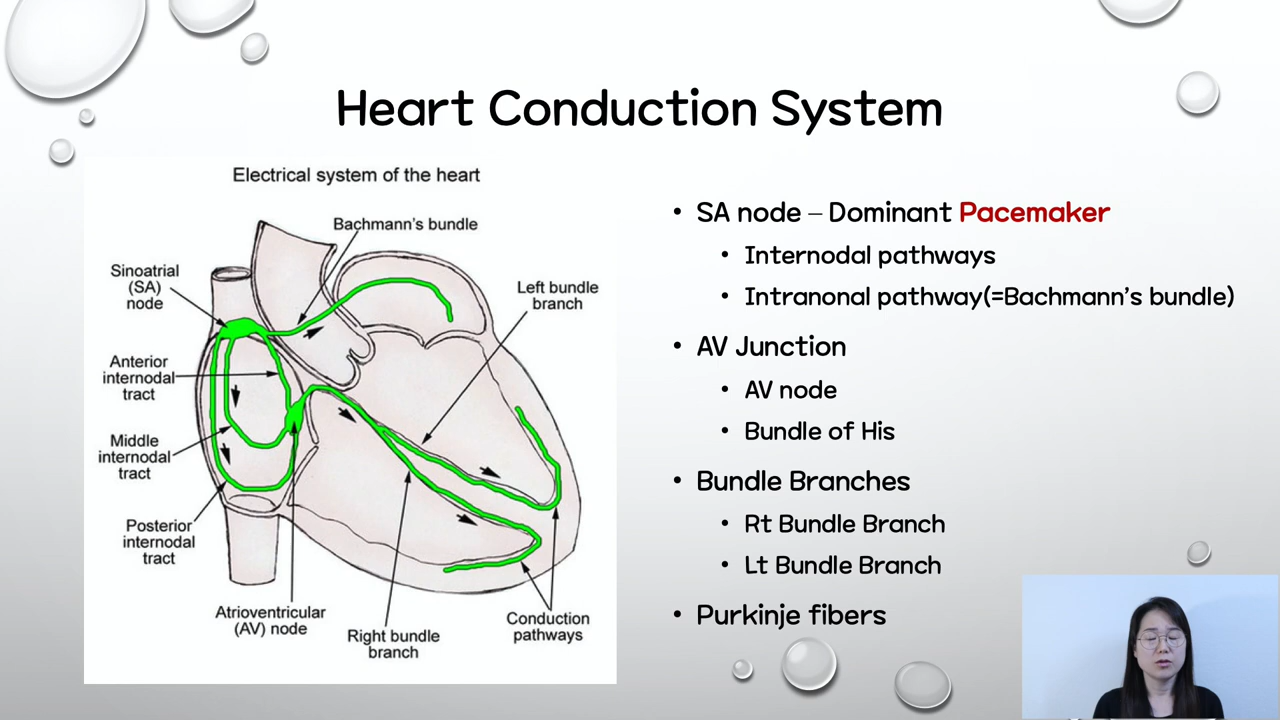 Heart Conduction System
Electrical system of the heart
Bachmann's bundle
Sinoatrial
(SA)
node
Left bundle
branch
Anterior
internodal
tract
Middle
internodal
tract
Posterior
internodal
tract
Atrioventricular
(AV) node
Right bundle
branch
Conduction
pathways
• SA node – Dominant Pacemaker
• Internodal pathways
• Intranonal pathway(=Bachmann's bundle)
• AV Junction
• AV node
• Bundle of His
• Bundle Branches
• Rt Bundle Branch
• Lt Bundle Branch
• Purkinje fibers